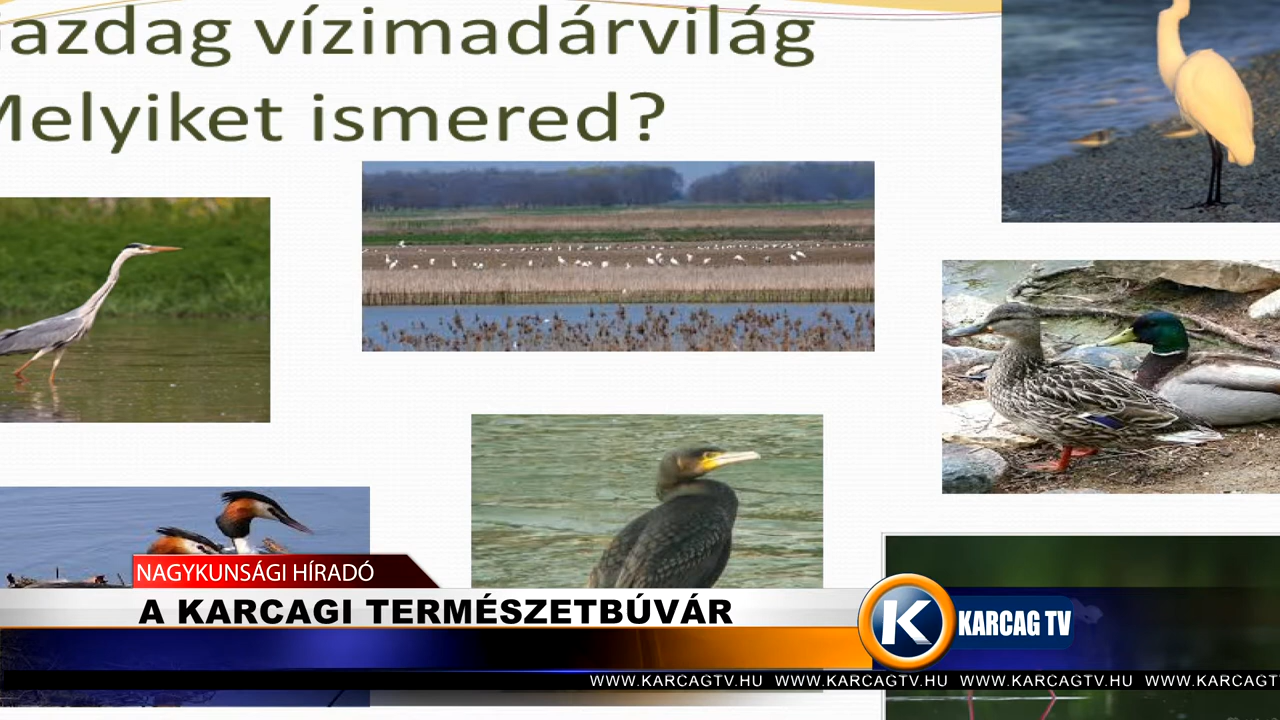 azdag vízimadárvilág
Melyiket ismered?
NAGYKUNSÁGI HÍRADÓ
A KARCAGI TERMÉSZETBÚVÁR
K KARCAG TV
WWW.KARCAGTV.HU WWW.KARCAGTV.HU WWW.KARCAGTV.HU WWW.KARCAGT